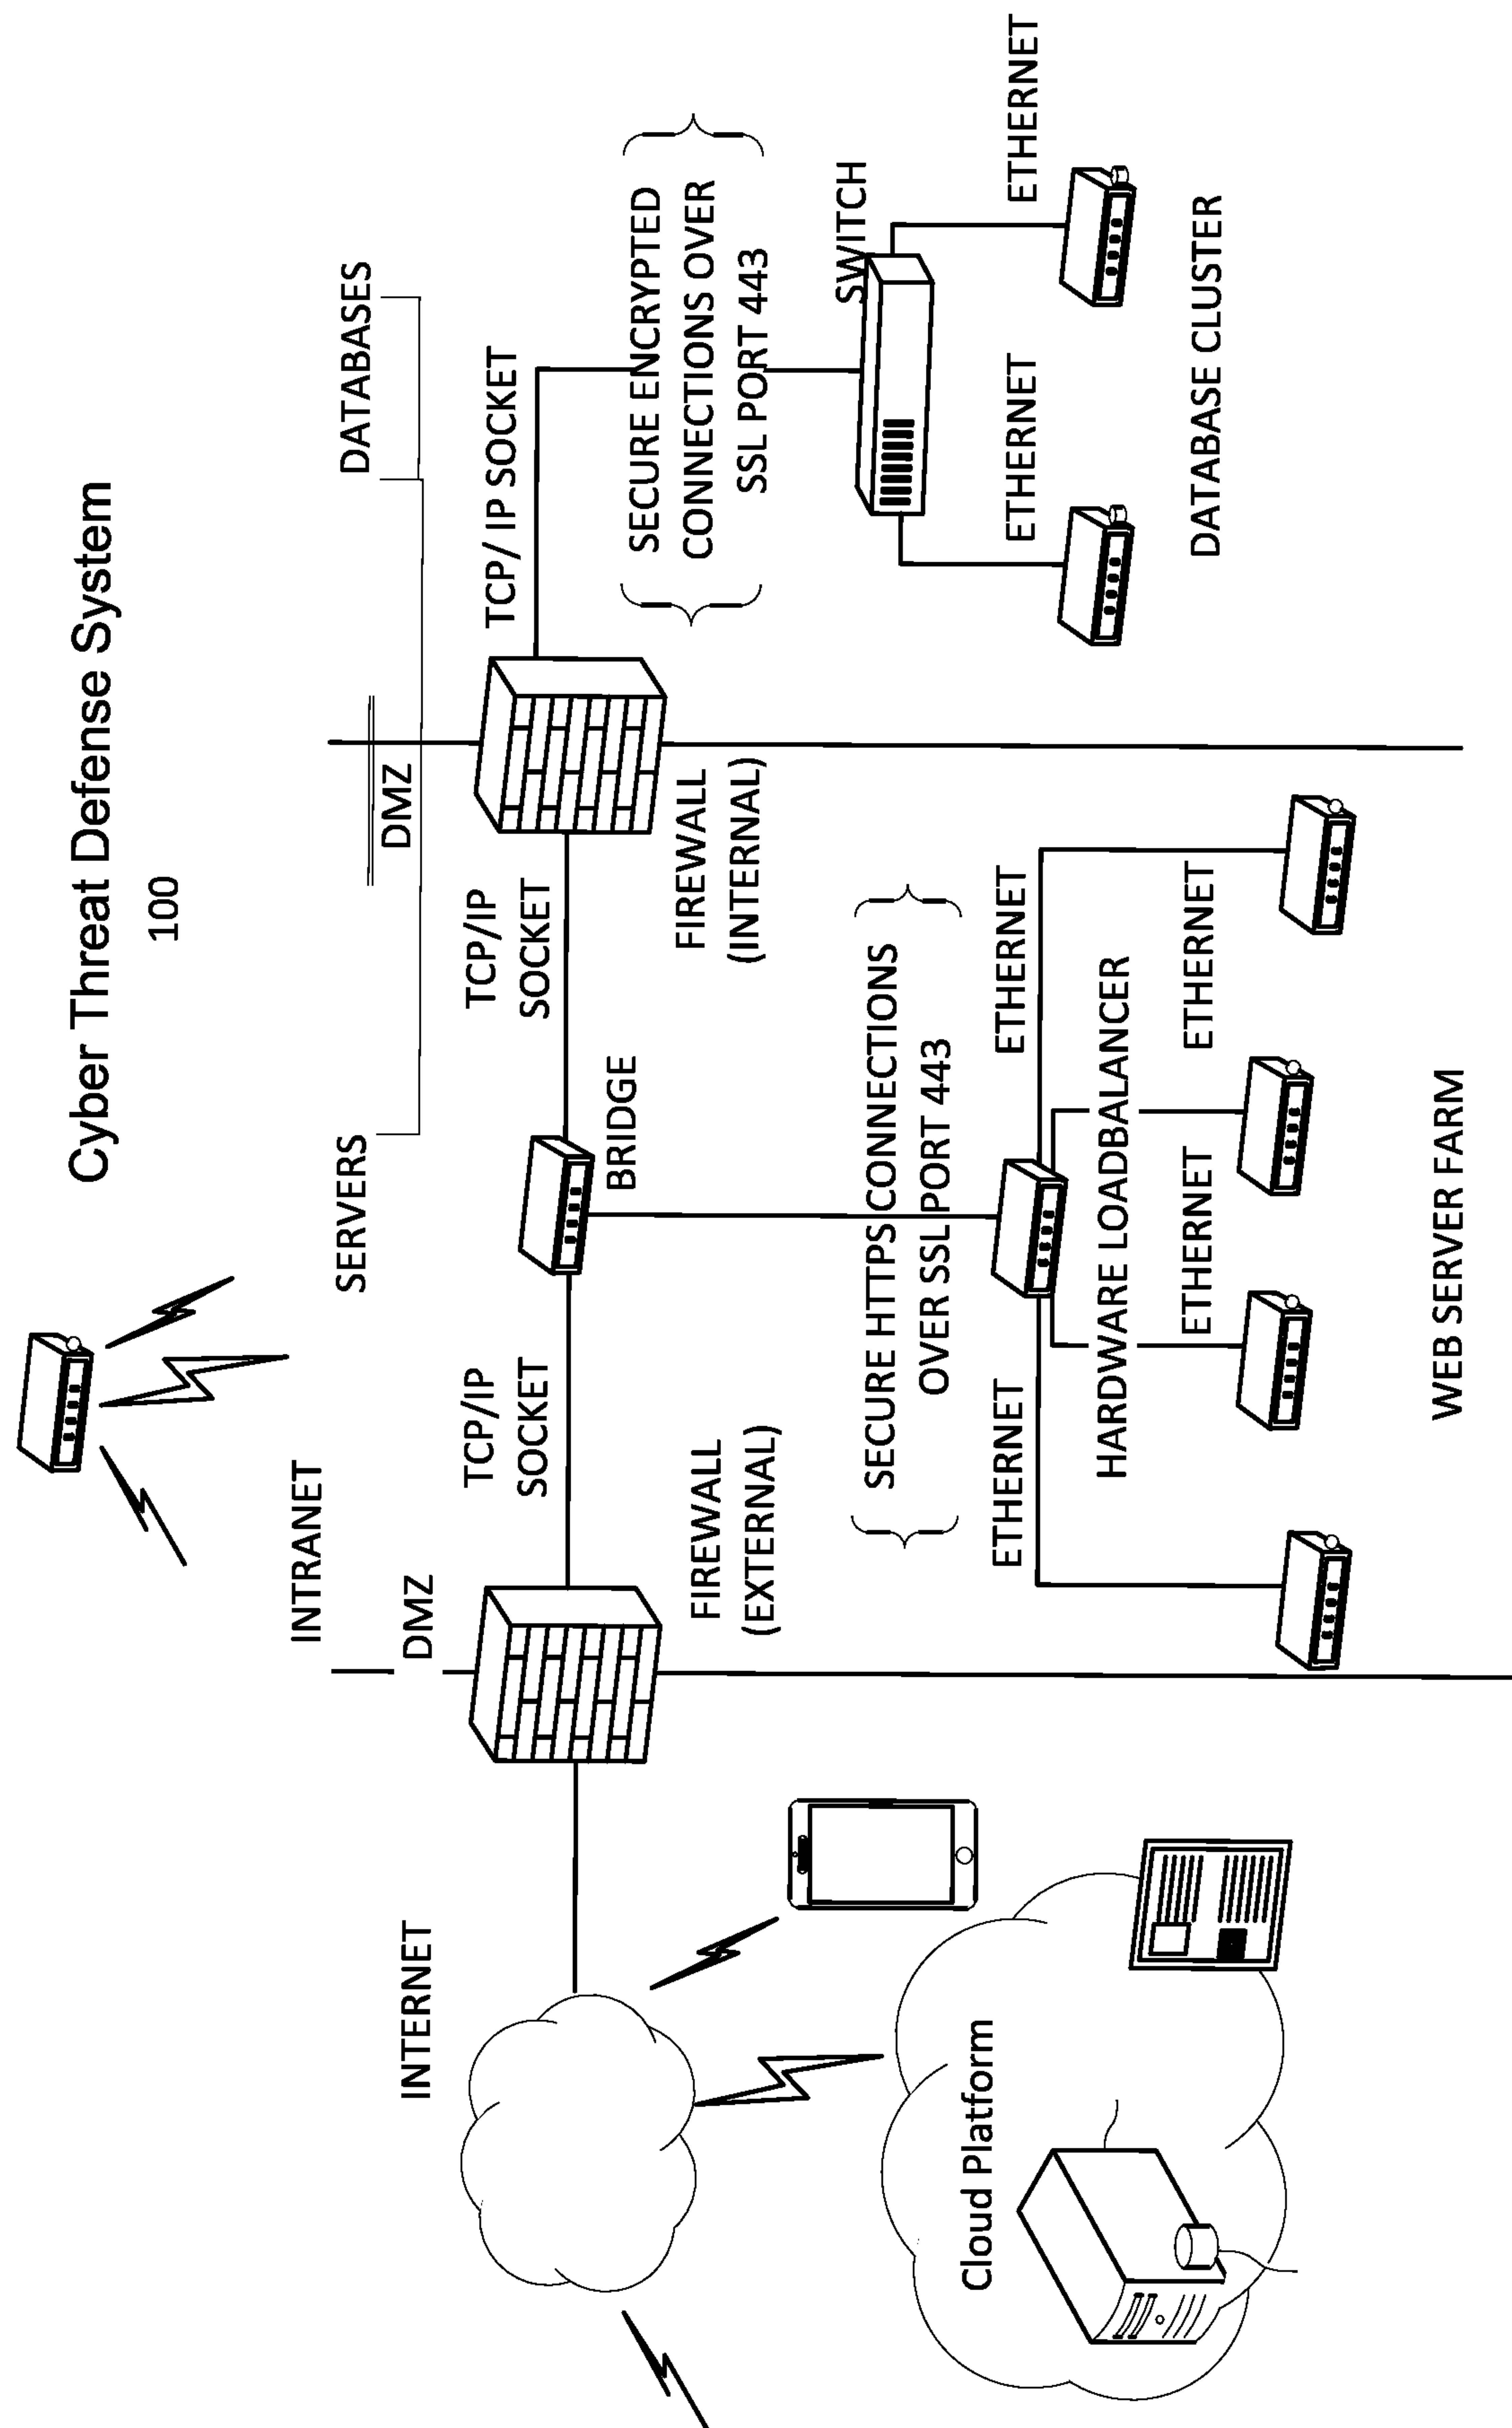 Cyber Threat Defense System
100
INTRANET
SERVERS
DATABASES
INTERNET
DMZ
DMZ
TCP/IP
SOCKET
TCP/IP
SOCKET
TCP/ IP SOCKET
BRIDGE
FIREWALL
(EXTERNAL)
FIREWALL
(INTERNAL)
SECURE ENCRYPTED
CONNECTIONS OVER
SSL PORT 443
SWITCH
SECURE HTTPS CONNECTIONS
OVER SSL PORT 443
Cloud Platform
ETHERNET
ETHERNET
ETHERNET
ETHERNET
HARDWARE LOADBALANCER
ETHERNET
ETHERNET
DATABASE CLUSTER
WEB SERVER FARM